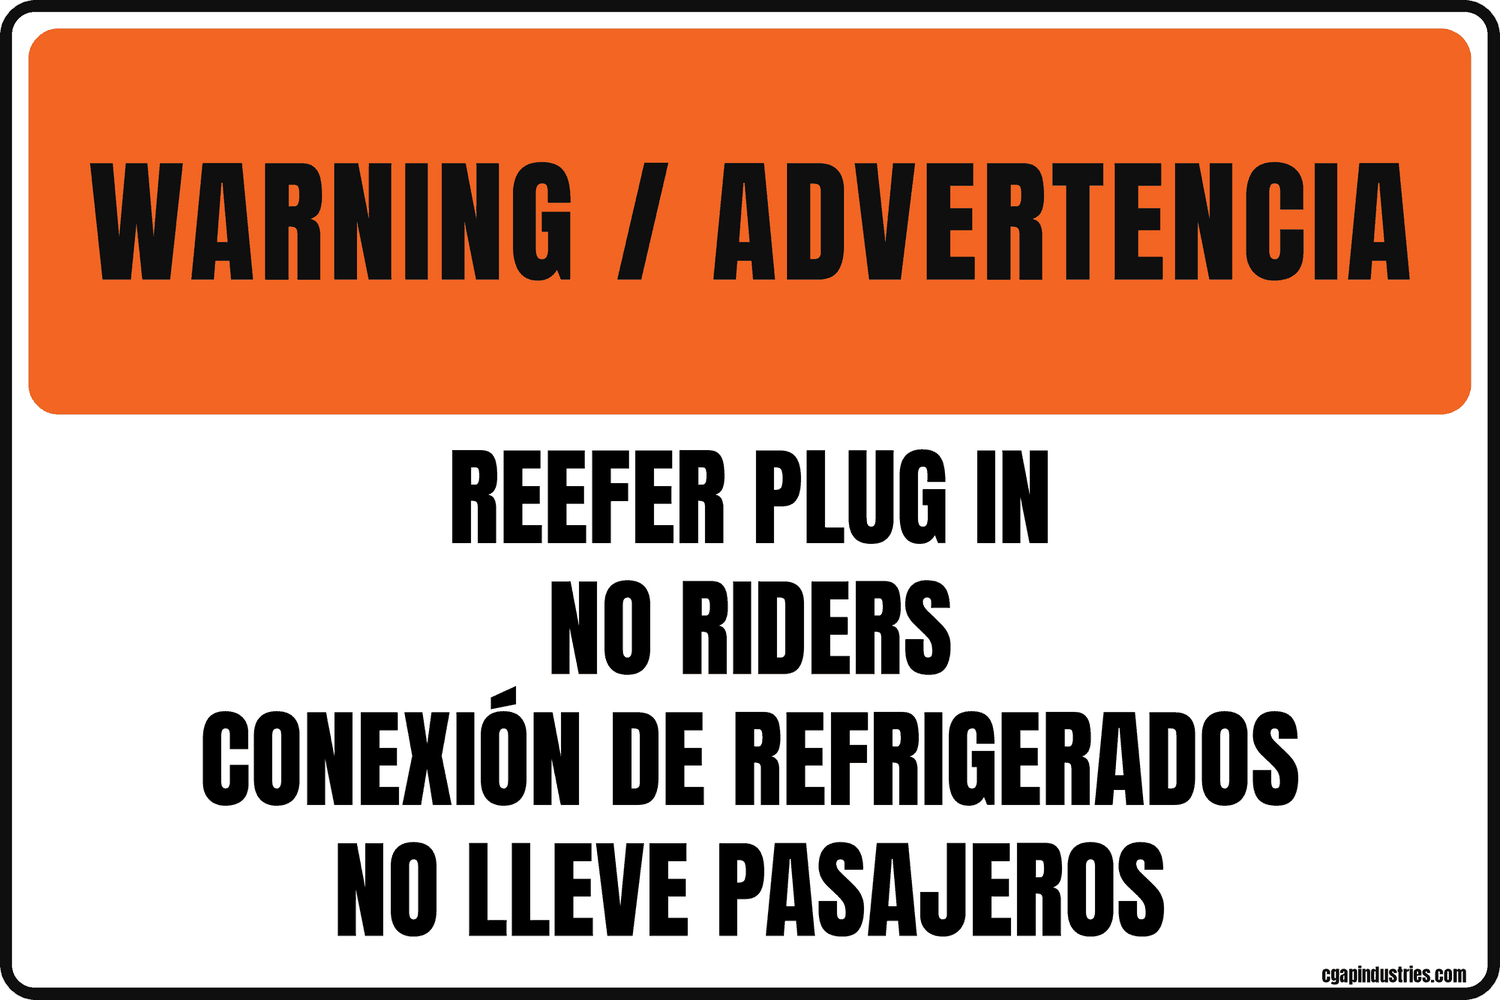 WARNING / ADVERTENCIA
REEFER PLUG IN
NO RIDERS
CONEXIÓN DE REFRIGERADOS
NO LLEVE PASAJEROS
cgapindustries.com